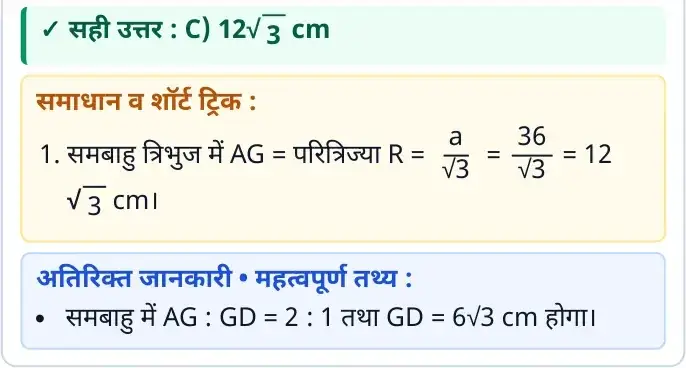 ✓ सही उत्तर : C) 12√3 cm
समाधान व शॉर्ट ट्रिक :
1. समबाहु त्रिभुज में AG = परित्रिज्या R = a/√3 = 36/√3 = 12
√3 cm।
अतिरिक्त जानकारी • महत्वपूर्ण तथ्य :
• समबाहु में AG : GD = 2 : 1 तथा GD = 6√3 cm होगा।